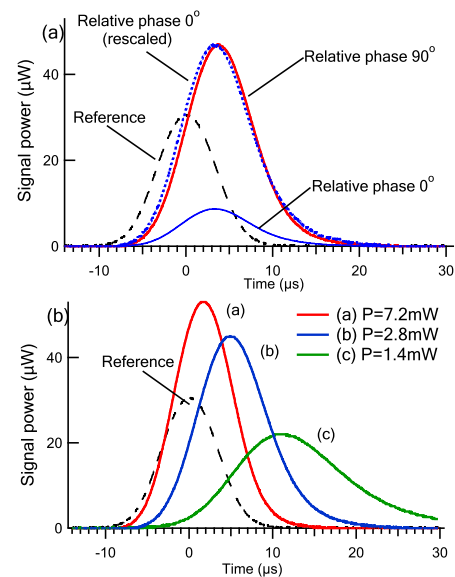 (a)
Relative phase 0°
(rescaled)
Relative phase 90°
Reference
Relative phase 0°
Signal power (µW)
40
20
0
-10 0 10 20 30
Time (µs)
(b)
(a)
(a) P=7.2mW
(b) P=2.8mW
(c) P=1.4mW
(b)
Reference
(c)
Signal power (µW)
40
20
0
-10 0 10 20 30
Time (µs)